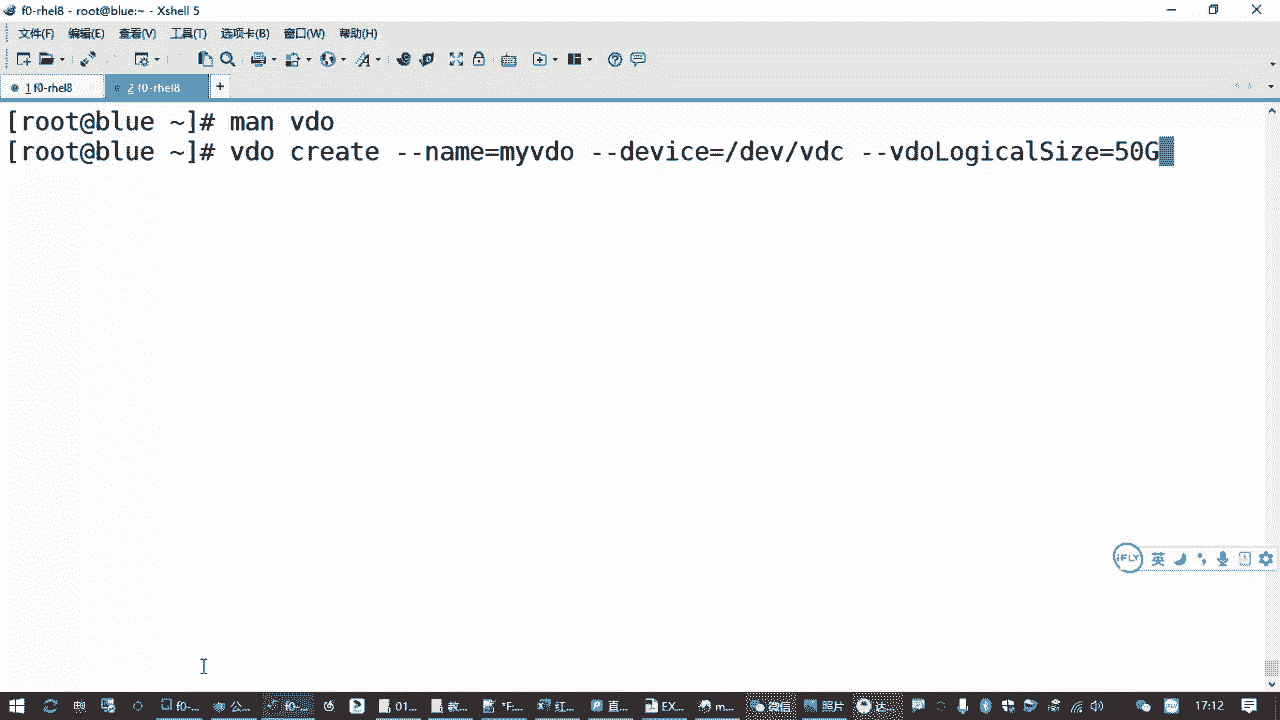 f0-rhel8 - root@blue:~ - Xshell 5
文件(F) 编辑(E) 查看(V) 工具(T) 选项卡(B) 窗口(W) 帮助(H)
1 f0-rhel8 2 f0-rhel8 +
[root@blue ~]# man vdo
[root@blue ~]# vdo create --name=myvdo --device=/dev/vdc --vdoLogicalSize=50G
iFLY 英
f0-... 公... f0-... 01... 教... *F... 红... 直... EX... m... 微信 照片 17:12